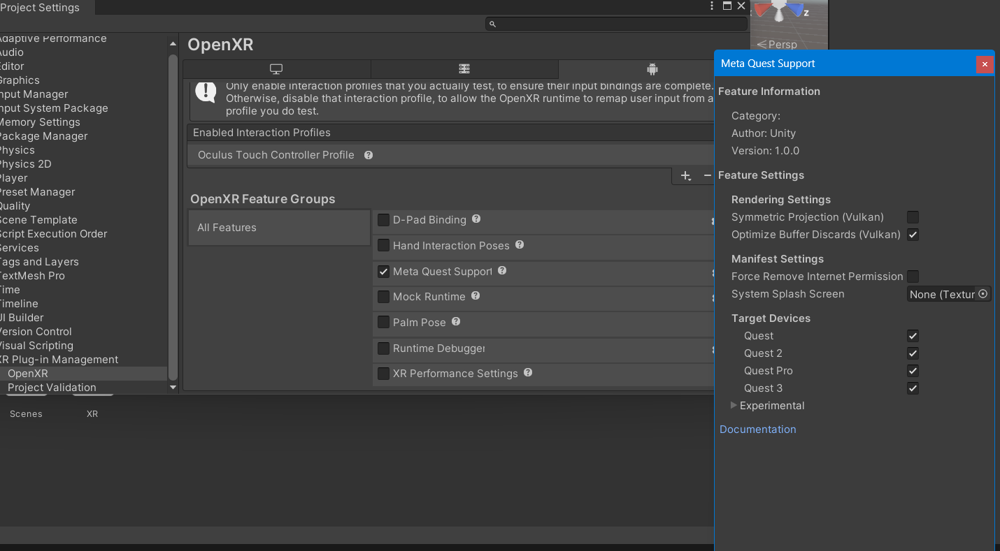 Project Settings
Adaptive Performance
Audio
Editor
Graphics
Input Manager
Input System Package
Memory Settings
Package Manager
Physics
Physics 2D
Player
Preset Manager
Quality
Scene Template
Script Execution Order
Services
Tags and Layers
TextMesh Pro
Time
Timeline
UI Builder
Version Control
Visual Scripting
XR Plug-in Management
OpenXR
Project Validation
OpenXR
Only enable interaction profiles that you actually test, to ensure their input bindings are complete.
Otherwise, disable that interaction profile, to allow the OpenXR runtime to remap user input from a
profile you do test.
Enabled Interaction Profiles
Oculus Touch Controller Profile
OpenXR Feature Groups
All Features
D-Pad Binding
Hand Interaction Poses
Meta Quest Support
Mock Runtime
Palm Pose
Runtime Debugger
XR Performance Settings
Scenes
XR
z
Persp
Meta Quest Support
Feature Information
Category:
Author: Unity
Version: 1.0.0
Feature Settings
Rendering Settings
Symmetric Projection (Vulkan)
Optimize Buffer Discards (Vulkan)
Manifest Settings
Force Remove Internet Permission
System Splash Screen
None (Textur
Target Devices
Quest
Quest 2
Quest Pro
Quest 3
Experimental
Documentation